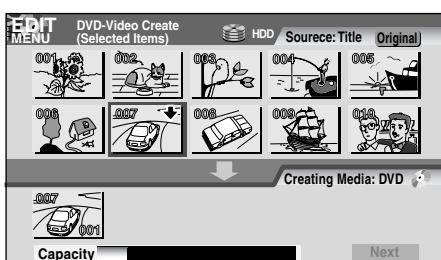 EDIT
MENU
DVD-Video Create
(Selected Items)
HDD
Sourece: Title
Original
001
002
003
004
005
006
007
008
009
010
Creating Media: DVD
007
001
Capacity
Next